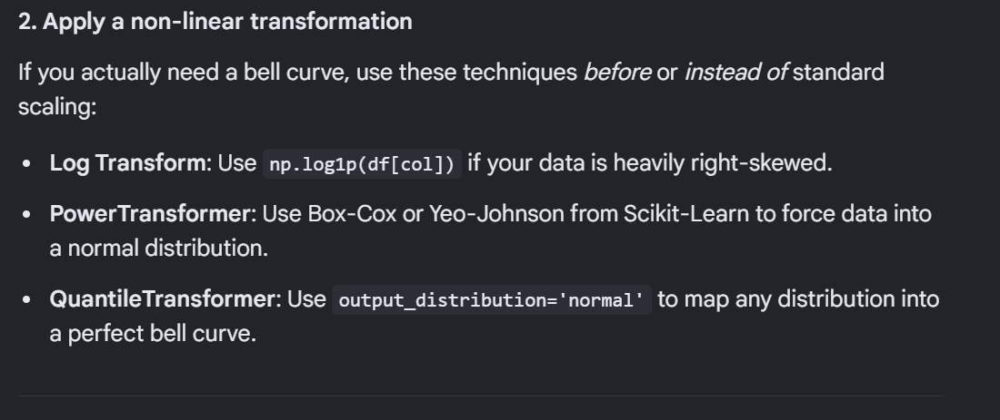 2. Apply a non-linear transformation
If you actually need a bell curve, use these techniques before or instead of standard
scaling:
• Log Transform: Use np.log1p(df[col]) if your data is heavily right-skewed.
• PowerTransformer: Use Box-Cox or Yeo-Johnson from Scikit-Learn to force data into
a normal distribution.
• QuantileTransformer: Use output_distribution='normal' to map any distribution into
a perfect bell curve.